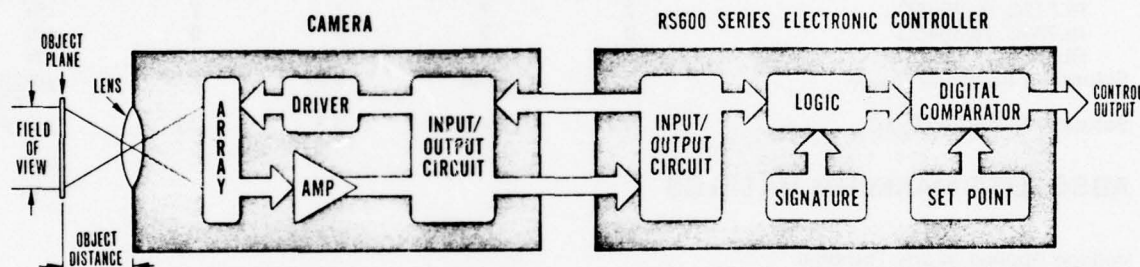 CAMERA
RS600 SERIES ELECTRONIC CONTROLLER
OBJECT
PLANE
LENS
FIELD
OF
VIEW
OBJECT
DISTANCE
ARRAY
DRIVER
AMP
INPUT/
OUTPUT
CIRCUIT
INPUT/
OUTPUT
CIRCUIT
LOGIC
SIGNATURE
DIGITAL
COMPARATOR
SET POINT
CONTROL
OUTPUT